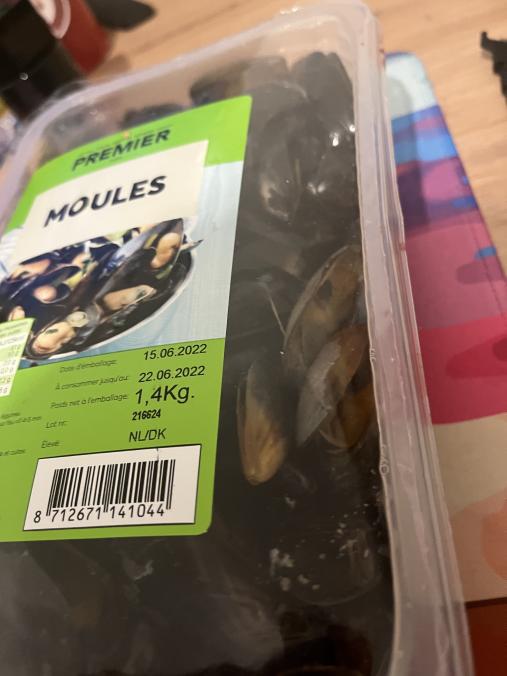 PREMIER
MOULES
Date d'emballage: 15.06.2022
À consommer jusqu'au: 22.06.2022
Poids net à l'emballage: 1,4Kg.
Lot nr.: 216624
Élevé: NL/DK
8 712671 141044